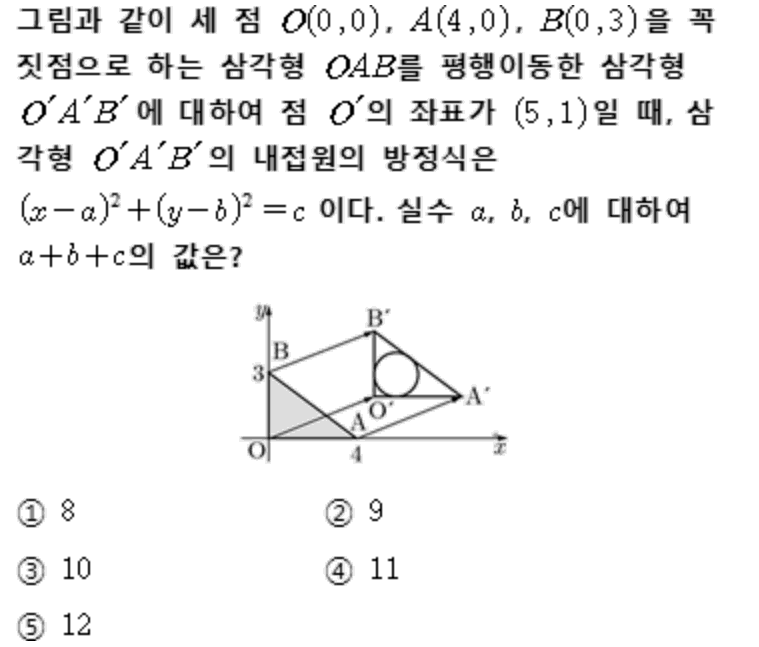 그림과 같이 세 점 O(0,0), A(4,0), B(0,3)을 꼭
짓점으로 하는 삼각형 OAB를 평행이동한 삼각형
O′A′B′에 대하여 점 O′의 좌표가 (5,1)일 때, 삼
각형 O′A′B′의 내접원의 방정식은
(x−a)²+(y−b)²=c 이다. 실수 a, b, c에 대하여
a+b+c의 값은?
y
B′
B
3
O′
A′
A
O
4
x
① 8
② 9
③ 10
④ 11
⑤ 12